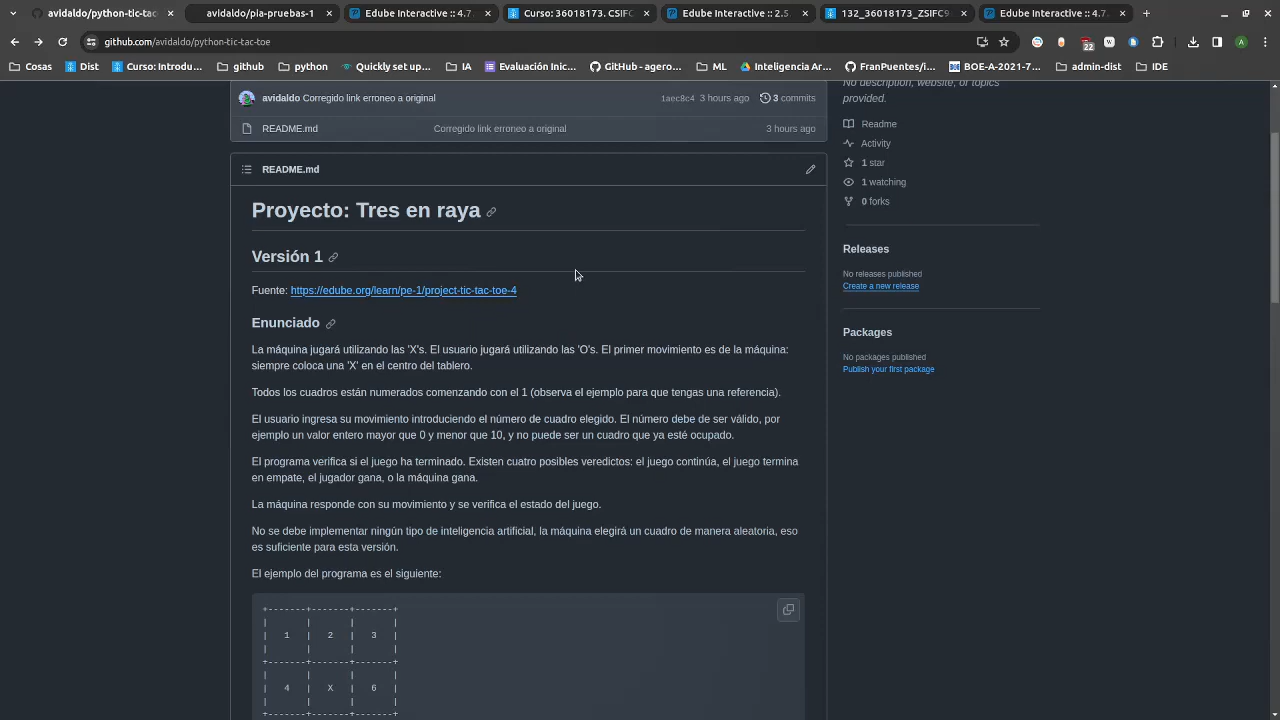 avidaldo/python-tic-tac
avidaldo/pia-pruebas-1
Edube Interactive :: 4.7
Curso: 36018173. CSIFC
Edube Interactive :: 2.5
132_36018173_ZSIFC9
Edube Interactive :: 4.7
github.com/avidaldo/python-tic-tac-toe
22
A
Cosas
Dist
Curso: Introdu...
github
python
Quickly set up...
IA
Evaluación Inic...
GitHub - agero...
ML
Inteligencia Ar...
FranPuentes/i...
BOE-A-2021-7...
admin-dist
IDE
avidaldo Corregido link erroneo a original
1aec8c4 3 hours ago
3 commits
README.md
Corregido link erroneo a original
3 hours ago
README.md
Proyecto: Tres en raya
Versión 1
Fuente: https://edube.org/learn/pe-1/project-tic-tac-toe-4
Enunciado
La máquina jugará utilizando las 'X's. El usuario jugará utilizando las 'O's. El primer movimiento es de la máquina:
siempre coloca una 'X' en el centro del tablero.
Todos los cuadros están numerados comenzando con el 1 (observa el ejemplo para que tengas una referencia).
El usuario ingresa su movimiento introduciendo el número de cuadro elegido. El número debe de ser válido, por
ejemplo un valor entero mayor que 0 y menor que 10, y no puede ser un cuadro que ya esté ocupado.
El programa verifica si el juego ha terminado. Existen cuatro posibles veredictos: el juego continúa, el juego termina
en empate, el jugador gana, o la máquina gana.
La máquina responde con su movimiento y se verifica el estado del juego.
No se debe implementar ningún tipo de inteligencia artificial, la máquina elegirá un cuadro de manera aleatoria, eso
es suficiente para esta versión.
El ejemplo del programa es el siguiente:
+-------+-------+-------+
|       |       |       |
|   1   |   2   |   3   |
|       |       |       |
+-------+-------+-------+
|       |       |       |
|   4   |   X   |   6   |
|       |       |       |
+-------+-------+-------+
No description, website, or topics
provided.
Readme
Activity
1 star
1 watching
0 forks
Releases
No releases published
Create a new release
Packages
No packages published
Publish your first package